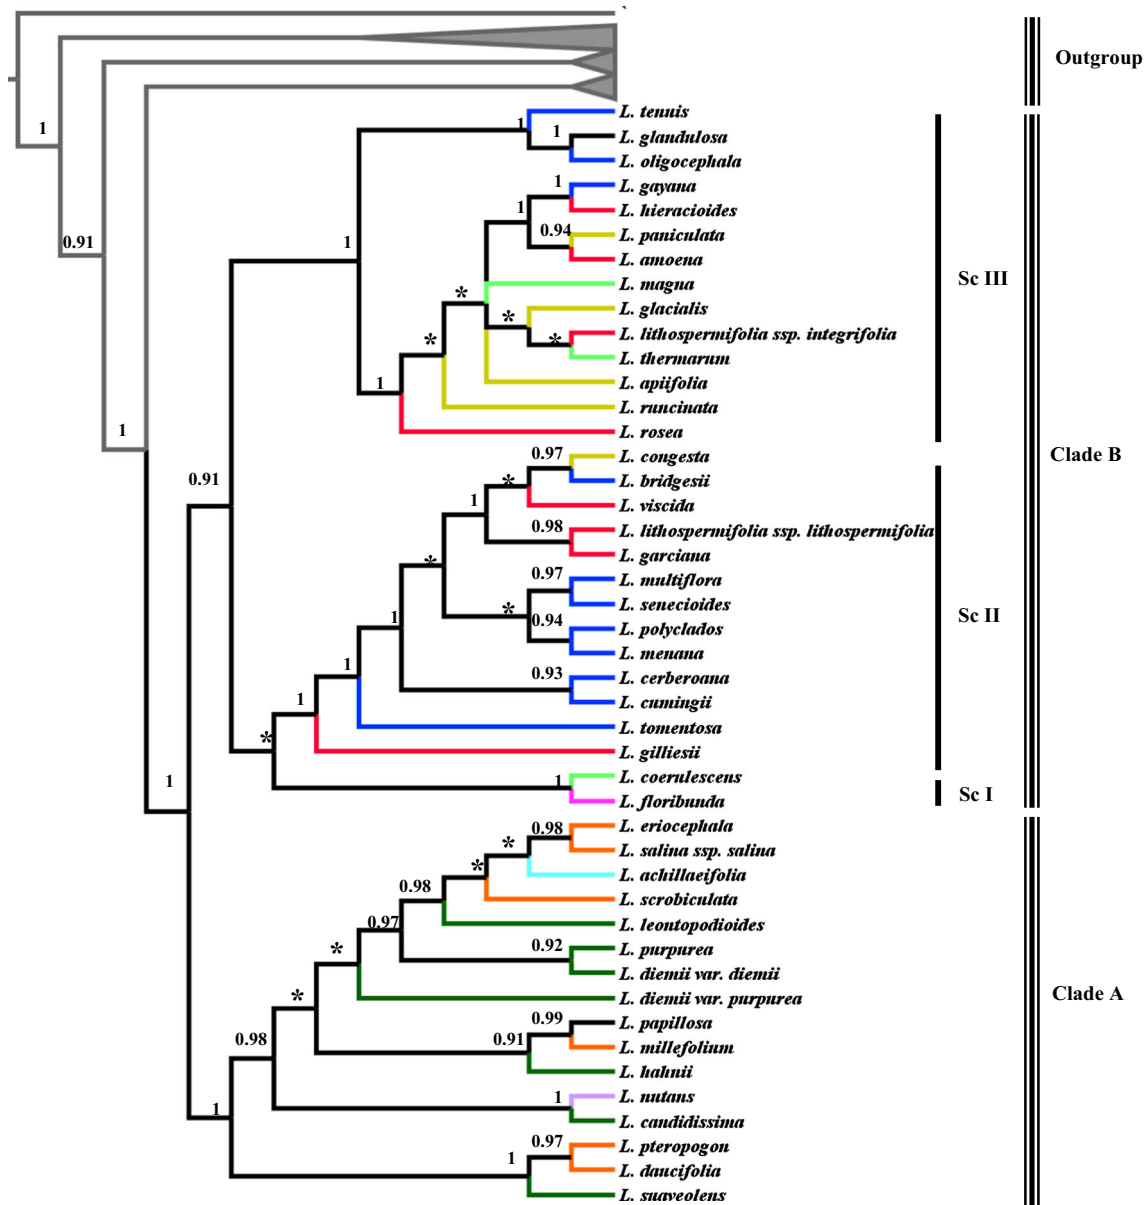 Outgroup
1
0.91
1
L. tenuis
1
1
L. glandulosa
L. oligocephala
1
L. gayana
1
L. hieracioides
0.94
L. paniculata
1
L. amoena
L. magna
Sc III
*
L. glacialis
*
L. lithospermifolia ssp. integrifolia
*
*
L. thermarum
1
L. apiifolia
L. runcinata
L. rosea
0.97
L. congesta
Clade B
0.91
*
L. bridgesii
1
L. viscida
0.98
L. lithospermifolia ssp. lithospermifolia
L. garciana
*
0.97
L. multiflora
*
L. senecioides
1
0.94
L. polyclados
Sc II
L. menana
1
0.93
L. cerberoana
1
L. cumingii
*
L. tomentosa
L. gilliesii
1
1
L. coerulescens
Sc I
L. floribunda
0.98
L. eriocephala
*
L. salina ssp. salina
*
L. achillaeifolia
0.98
L. scrobiculata
0.97
L. leontopodioides
*
0.92
L. purpurea
L. diemii var. diemii
*
L. diemii var. purpurea
Clade A
0.99
L. papillosa
0.98
0.91
L. millefolium
L. hahnii
1
L. nutans
1
L. candidissima
0.97
L. pteropogon
1
L. daucifolia
L. suaveolens